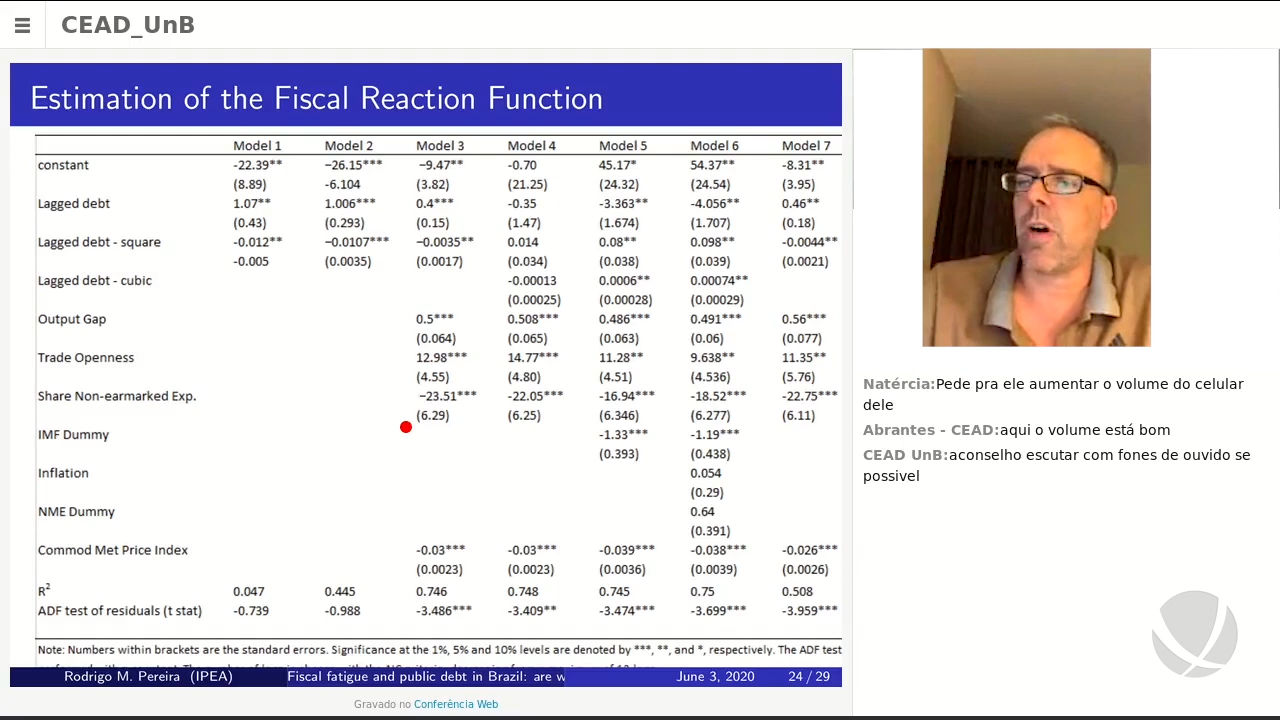 CEAD_UnB
Estimation of the Fiscal Reaction Function
Model 1 Model 2 Model 3 Model 4 Model 5 Model 6 Model 7
constant -22.39** −26.15*** −9.47** -0.70 45.17* 54.37** -8.31**
(8.89) -6.104 (3.82) (21.25) (24.32) (24.54) (3.95)
Lagged debt 1.07** 1.006*** 0.4*** -0.35 -3.363** -4.056** 0.46**
(0.43) (0.293) (0.15) (1.47) (1.674) (1.707) (0.18)
Lagged debt - square -0.012** −0.0107*** −0.0035** 0.014 0.08** 0.098** -0.0044**
-0.005 (0.0035) (0.0017) (0.034) (0.038) (0.039) (0.0021)
Lagged debt - cubic -0.00013 0.0006** 0.00074**
(0.00025) (0.00028) (0.00029)
Output Gap 0.5*** 0.508*** 0.486*** 0.491*** 0.56***
(0.064) (0.065) (0.063) (0.06) (0.077)
Trade Openness 12.98*** 14.77*** 11.28** 9.638** 11.35**
(4.55) (4.80) (4.51) (4.536) (5.76)
Share Non-earmarked Exp. −23.51*** -22.05*** -16.94*** -18.52*** -22.75***
(6.29) (6.25) (6.346) (6.277) (6.11)
IMF Dummy -1.33*** -1.19***
(0.393) (0.438)
Inflation 0.054
(0.29)
NME Dummy 0.64
(0.391)
Commod Met Price Index -0.03*** -0.03*** -0.039*** -0.038*** -0.026***
(0.0023) (0.0023) (0.0036) (0.0039) (0.0026)
R² 0.047 0.445 0.746 0.748 0.745 0.75 0.508
ADF test of residuals (t stat) -0.739 -0.988 -3.486*** -3.409** -3.474*** -3.699*** -3.959***
Note: Numbers within brackets are the standard errors. Significance at the 1%, 5% and 10% levels are denoted by ***, **, and *, respectively. The ADF test
Rodrigo M. Pereira (IPEA) Fiscal fatigue and public debt in Brazil: are w June 3, 2020 24 / 29
Gravado no Conferência Web
Natércia:Pede pra ele aumentar o volume do celular
dele
Abrantes - CEAD:aqui o volume está bom
CEAD UnB:aconselho escutar com fones de ouvido se
possivel